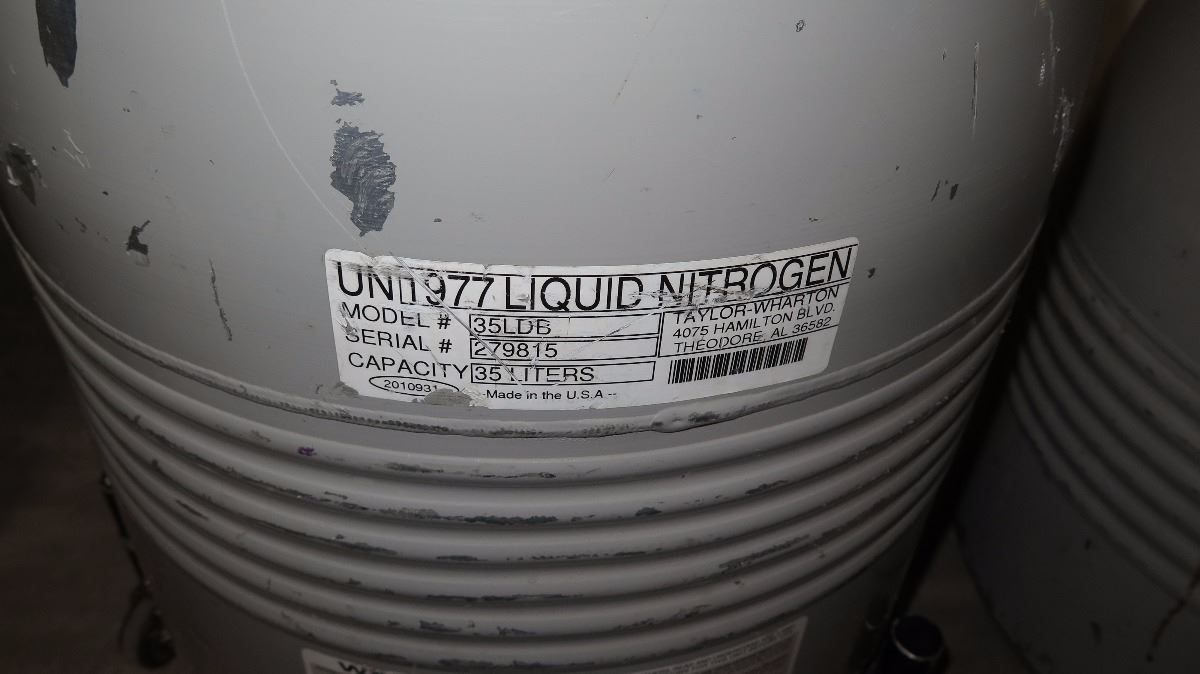 UN1977 LIQUID NITROGEN
MODEL # 35LDB
SERIAL # 279815
CAPACITY 35 LITERS
2010931
-Made in the U.S.A --
TAYLOR-WHARTON
4075 HAMILTON BLVD.
THEODORE, AL 36582